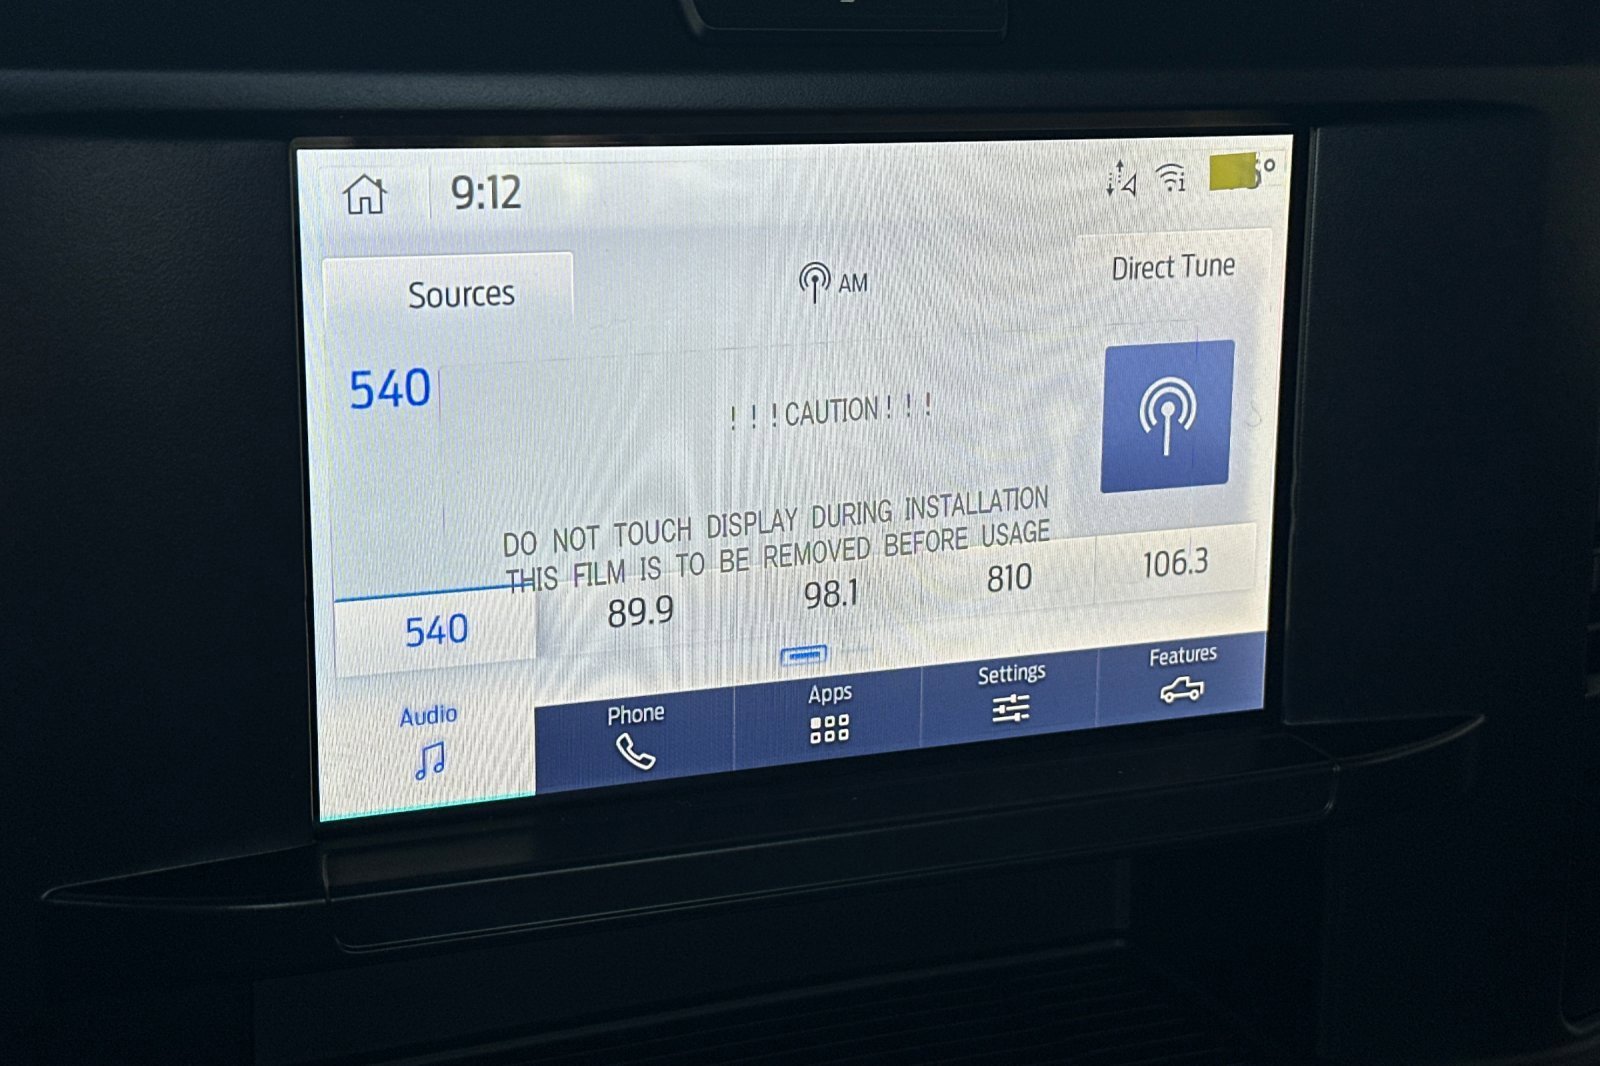 9:12
Sources
AM
Direct Tune
540
! ! ! CAUTION ! ! !
DO NOT TOUCH DISPLAY DURING INSTALLATION
THIS FILM IS TO BE REMOVED BEFORE USAGE
540
89.9
98.1
810
106.3
Audio
Phone
Apps
Settings
Features